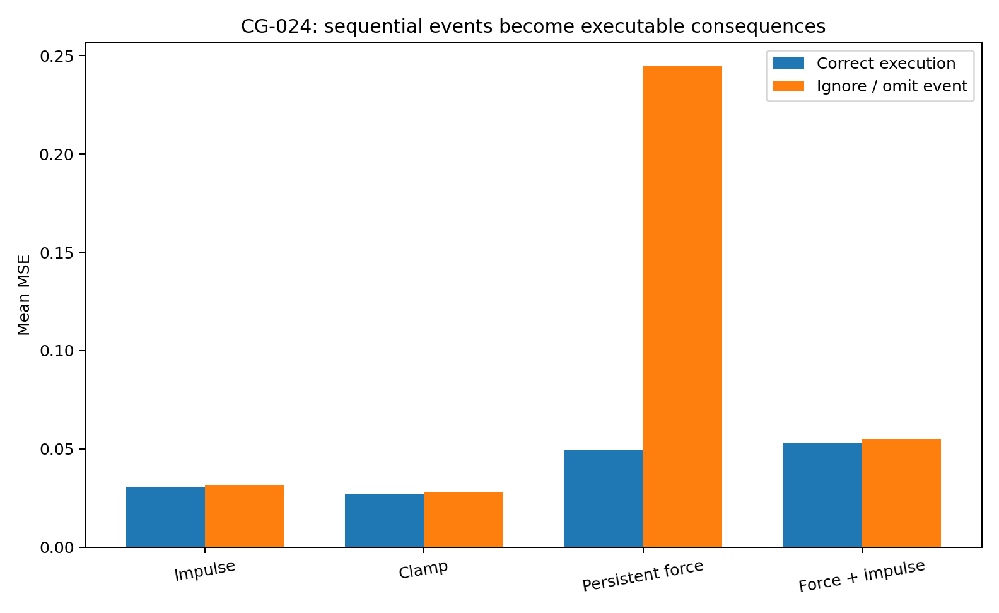 CG-024: sequential events become executable consequences
Correct execution
Ignore / omit event
Mean MSE
0.25
0.20
0.15
0.10
0.05
0.00
Impulse
Clamp
Persistent force
Force + impulse